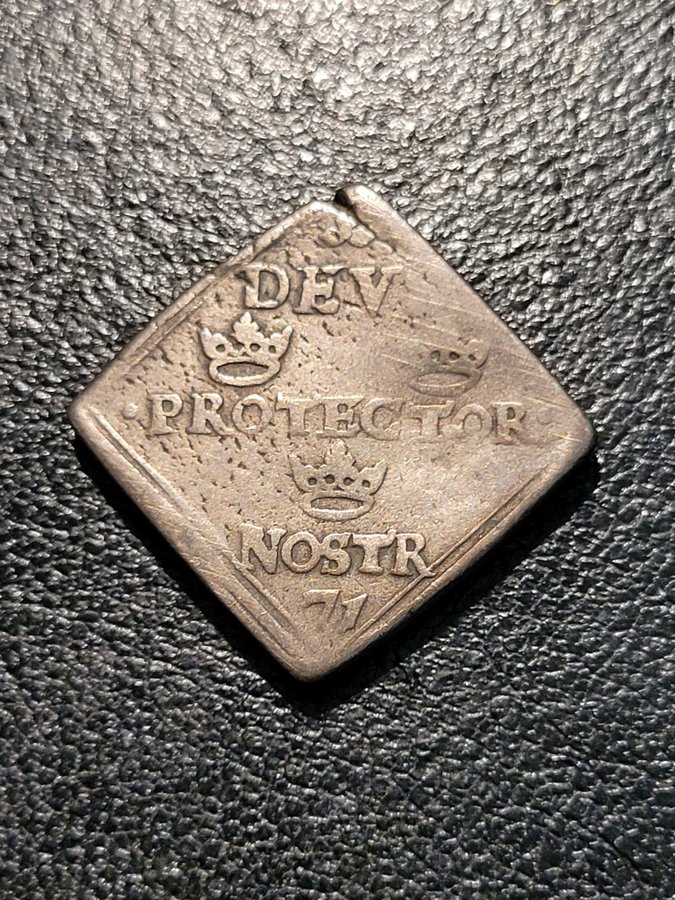 DEV
·PROTECTOR·
NOSTR
71